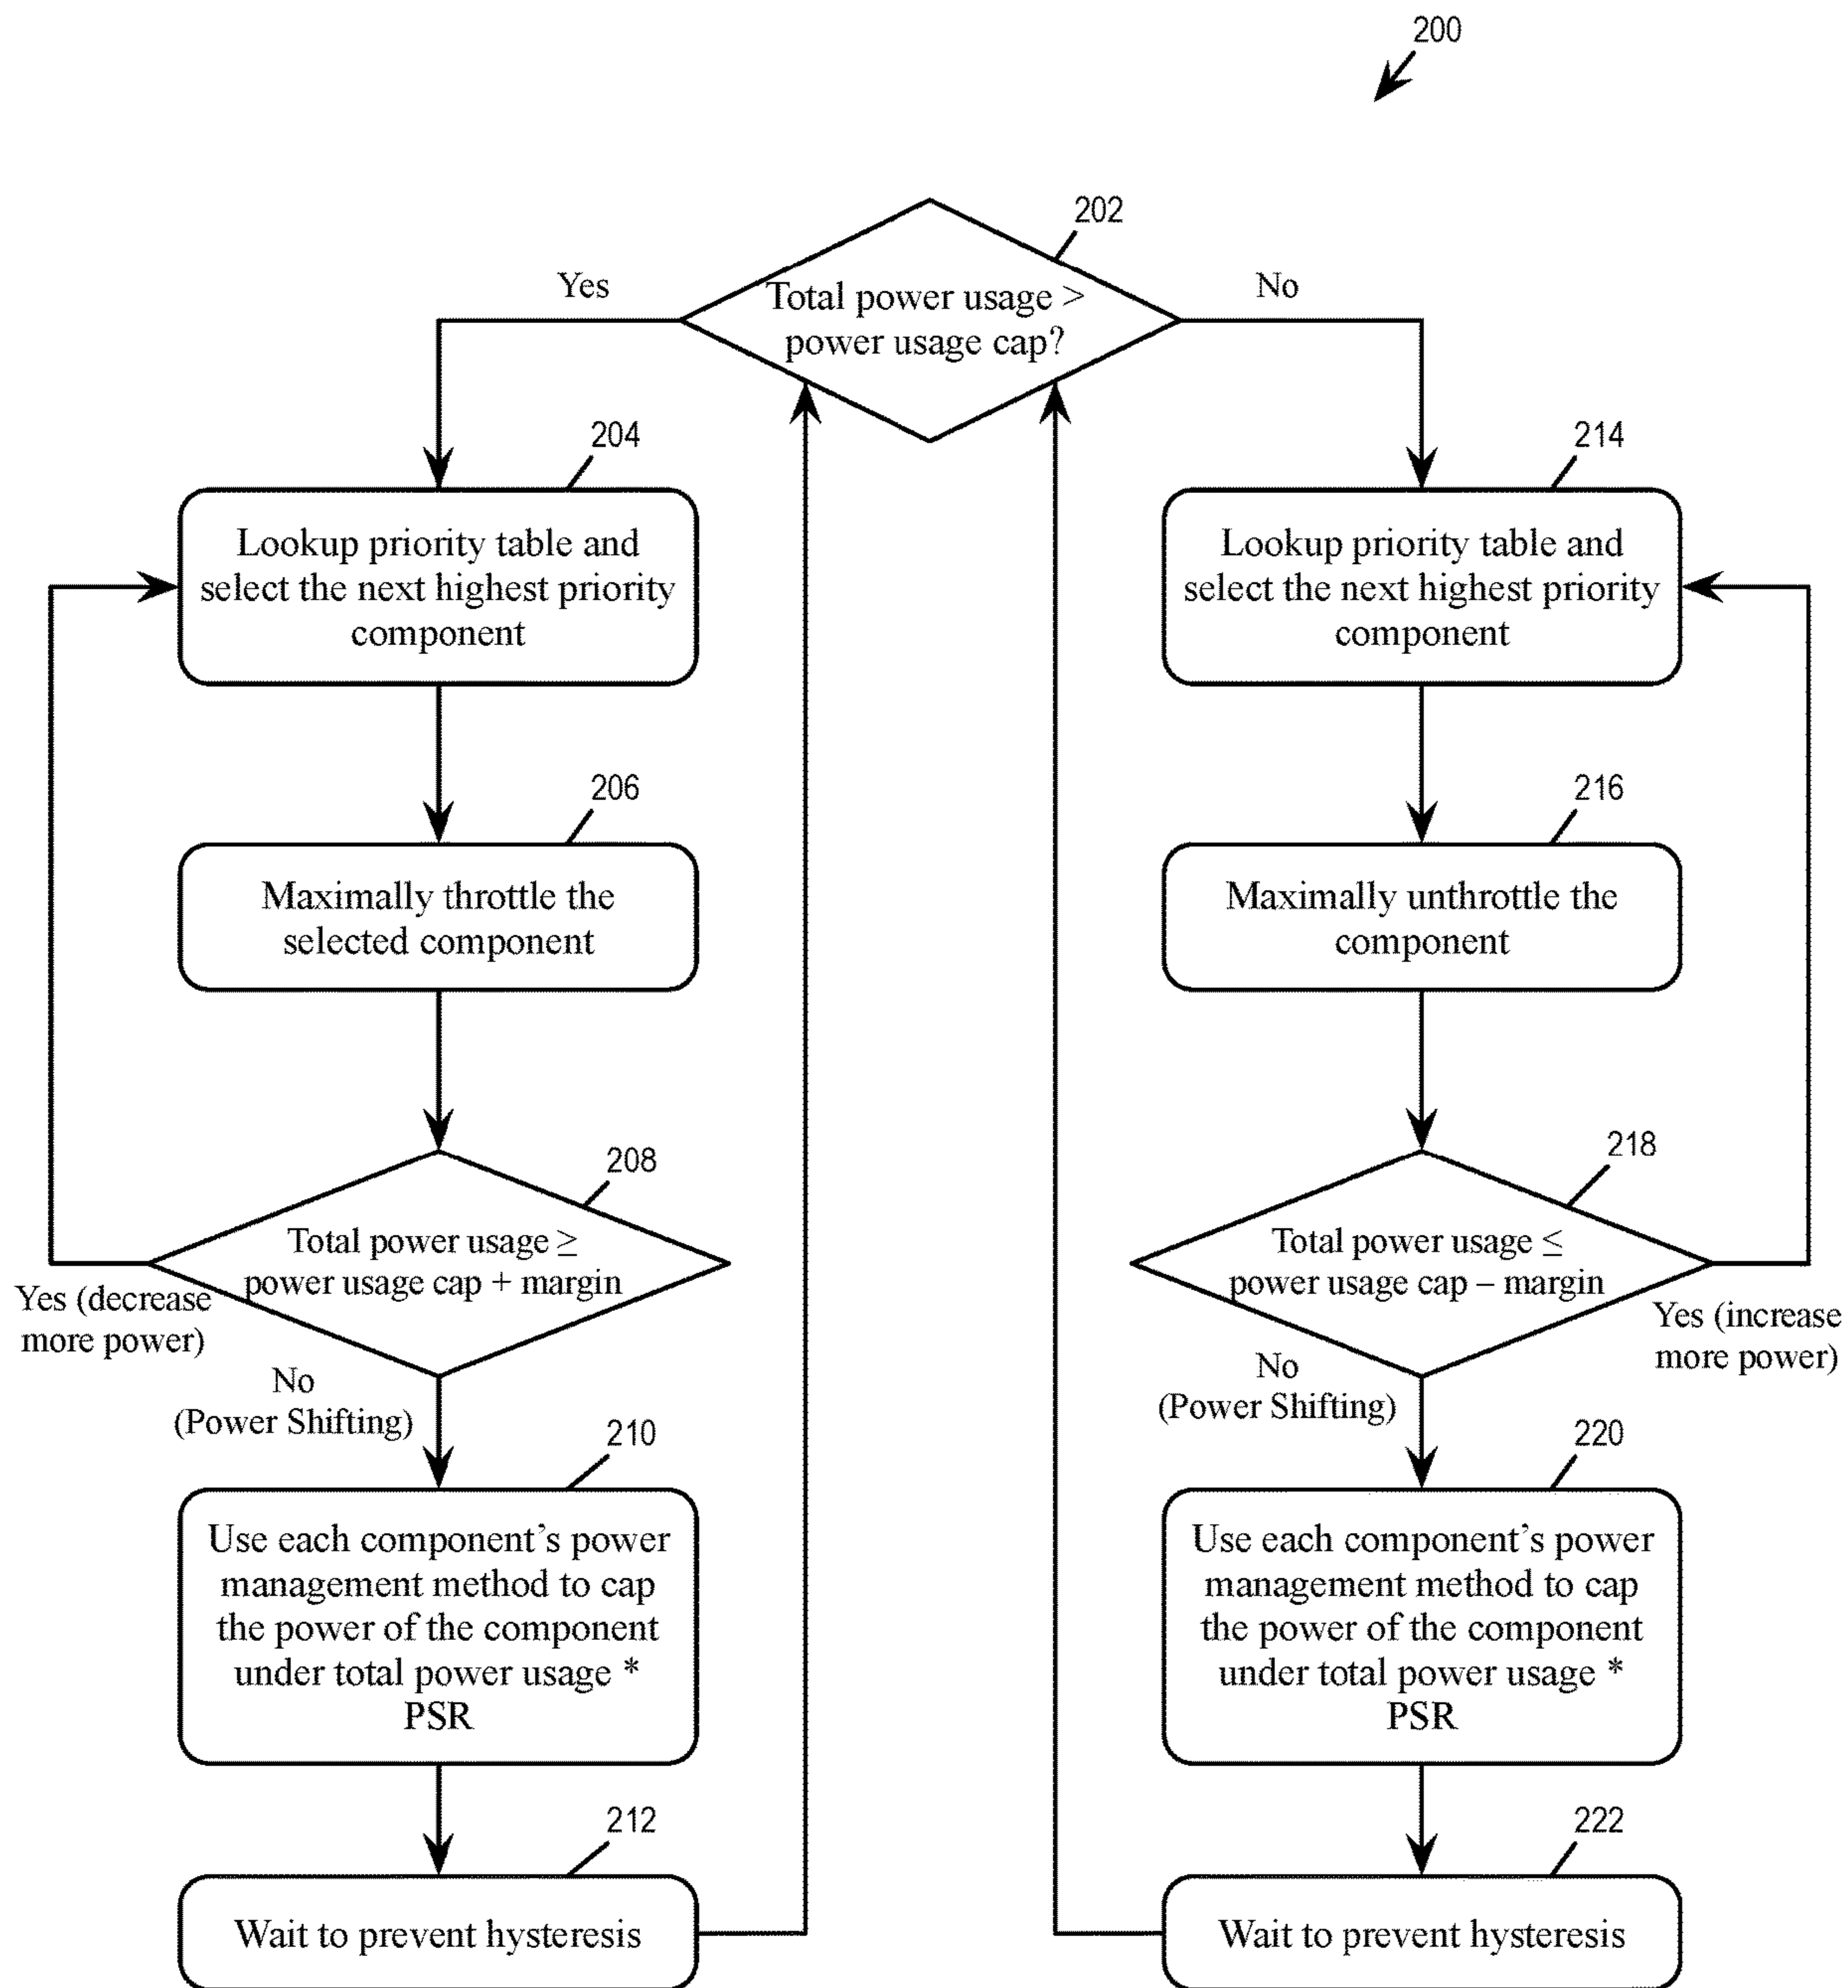 200
202
Yes
Total power usage >
power usage cap?
No
204
Lookup priority table and
select the next highest priority
component
214
Lookup priority table and
select the next highest priority
component
206
Maximally throttle the
selected component
216
Maximally unthrottle the
component
208
Total power usage ≥
power usage cap + margin
Yes (decrease
more power)
No
(Power Shifting)
218
Total power usage ≤
power usage cap – margin
Yes (increase
more power)
No
(Power Shifting)
210
Use each component’s power
management method to cap
the power of the component
under total power usage *
PSR
220
Use each component’s power
management method to cap
the power of the component
under total power usage *
PSR
212
Wait to prevent hysteresis
222
Wait to prevent hysteresis